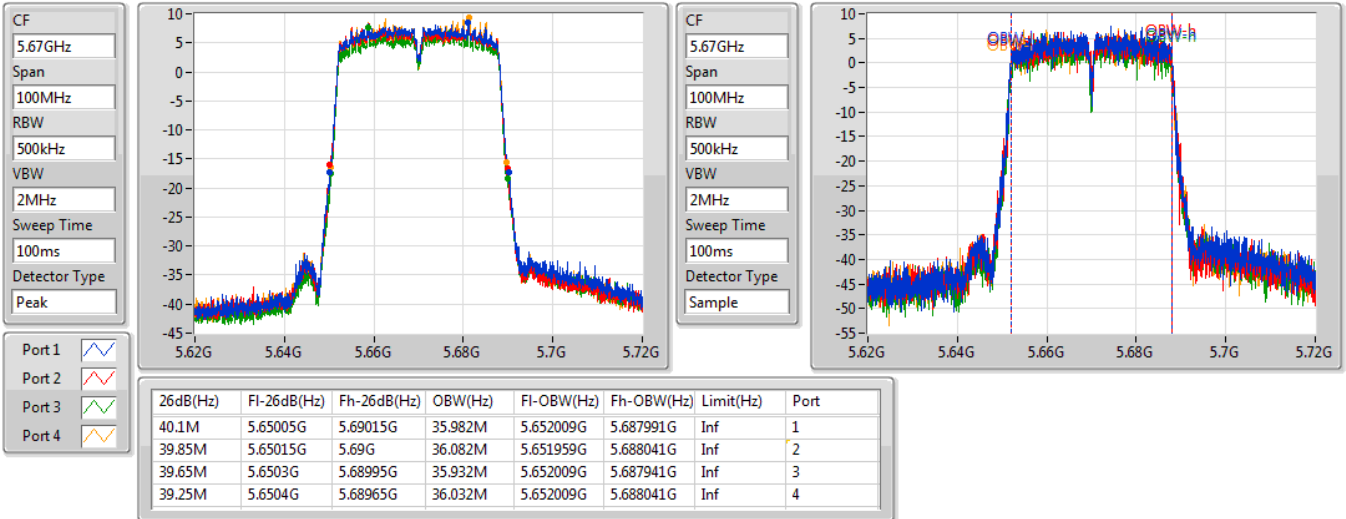 CF
5.67GHz
Span
100MHz
RBW
500kHz
VBW
2MHz
Sweep Time
100ms
Detector Type
Peak
10
5
0
-5
-10
-15
-20
-25
-30
-35
-40
-45
5.62G 5.64G 5.66G 5.68G 5.7G 5.72G
CF
5.67GHz
Span
100MHz
RBW
500kHz
VBW
2MHz
Sweep Time
100ms
Detector Type
Sample
10
5
0
-5
-10
-15
-20
-25
-30
-35
-40
-45
-50
-55
OBW-h
5.62G 5.64G 5.66G 5.68G 5.7G 5.72G
Port 1
Port 2
Port 3
Port 4
26dB(Hz) Fl-26dB(Hz) Fh-26dB(Hz) OBW(Hz) Fl-OBW(Hz) Fh-OBW(Hz) Limit(Hz) Port
40.1M 5.65005G 5.69015G 35.982M 5.652009G 5.687991G Inf 1
39.85M 5.65015G 5.69G 36.082M 5.651959G 5.688041G Inf 2
39.65M 5.6503G 5.68995G 35.932M 5.652009G 5.687941G Inf 3
39.25M 5.6504G 5.68965G 36.032M 5.652009G 5.688041G Inf 4